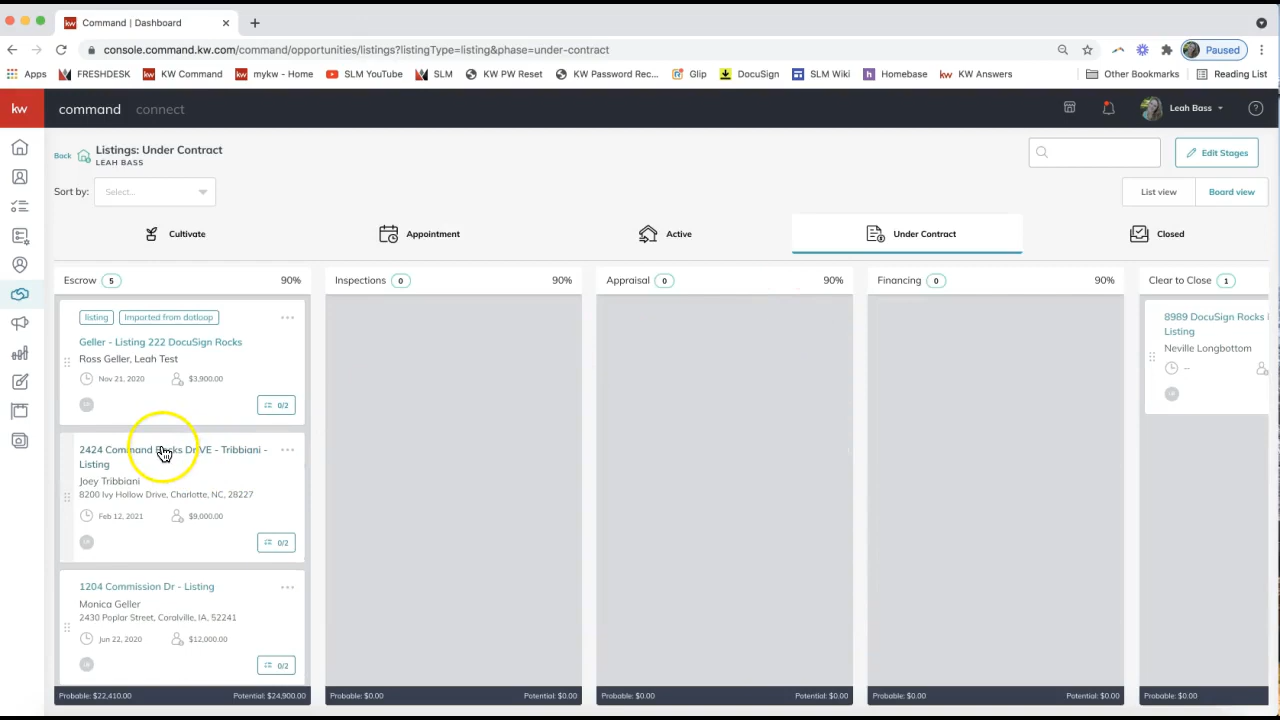 Command | Dashboard
console.command.kw.com/command/opportunities/listings?listingType=listing&phase=under-contract
Paused
Apps FRESHDESK KW Command mykw - Home SLM YouTube SLM KW PW Reset KW Password Rec... Glip DocuSign SLM Wiki Homebase KW Answers Other Bookmarks Reading List
kw command connect Leah Bass
Back Listings: Under Contract
LEAH BASS
Edit Stages
Sort by: Select...
List view Board view
Cultivate Appointment Active Under Contract Closed
Escrow 5 90% Inspections 0 90% Appraisal 0 90% Financing 0 90% Clear to Close 1
listing Imported from dotloop
Geller - Listing 222 DocuSign Rocks
Ross Geller, Leah Test
Nov 21, 2020 $3,900.00
0/2
8989 DocuSign Rocks
Listing
Neville Longbottom
--
2424 Command Rocks DrIVE - Tribbiani -
Listing
Joey Tribbiani
8200 Ivy Hollow Drive, Charlotte, NC, 28227
Feb 12, 2021 $9,000.00
0/2
1204 Commission Dr - Listing
Monica Geller
2430 Poplar Street, Coralville, IA, 52241
Jun 22, 2020 $12,000.00
0/2
Probable: $22,410.00 Potential: $24,900.00 Probable: $0.00 Potential: $0.00 Probable: $0.00 Potential: $0.00 Probable: $0.00 Potential: $0.00 Probable: $0.00